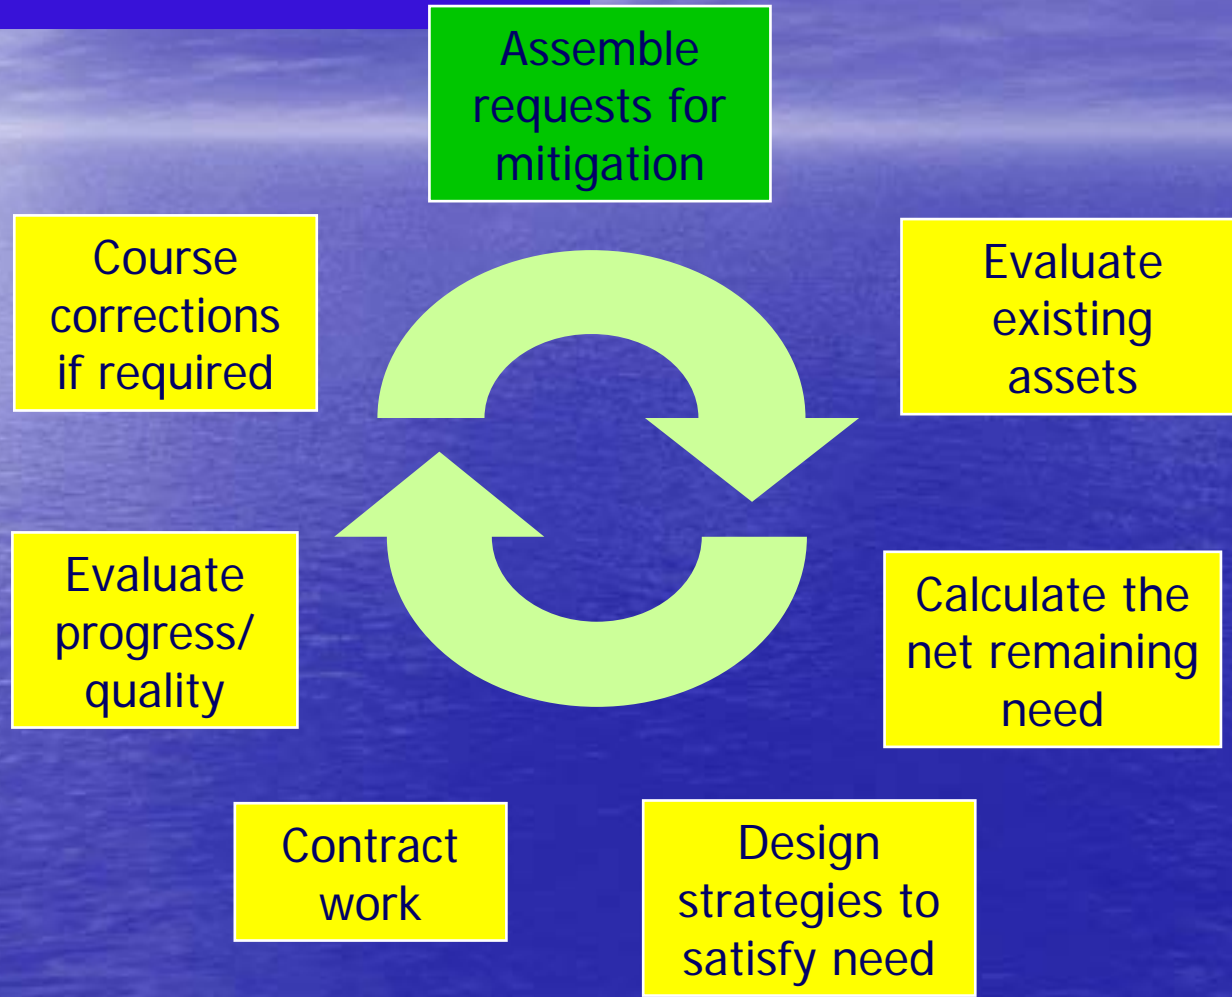 Assemble
requests for
mitigation
Evaluate
existing
assets
Calculate the
net remaining
need
Design
strategies to
satisfy need
Contract
work
Evaluate
progress/
quality
Course
corrections
if required